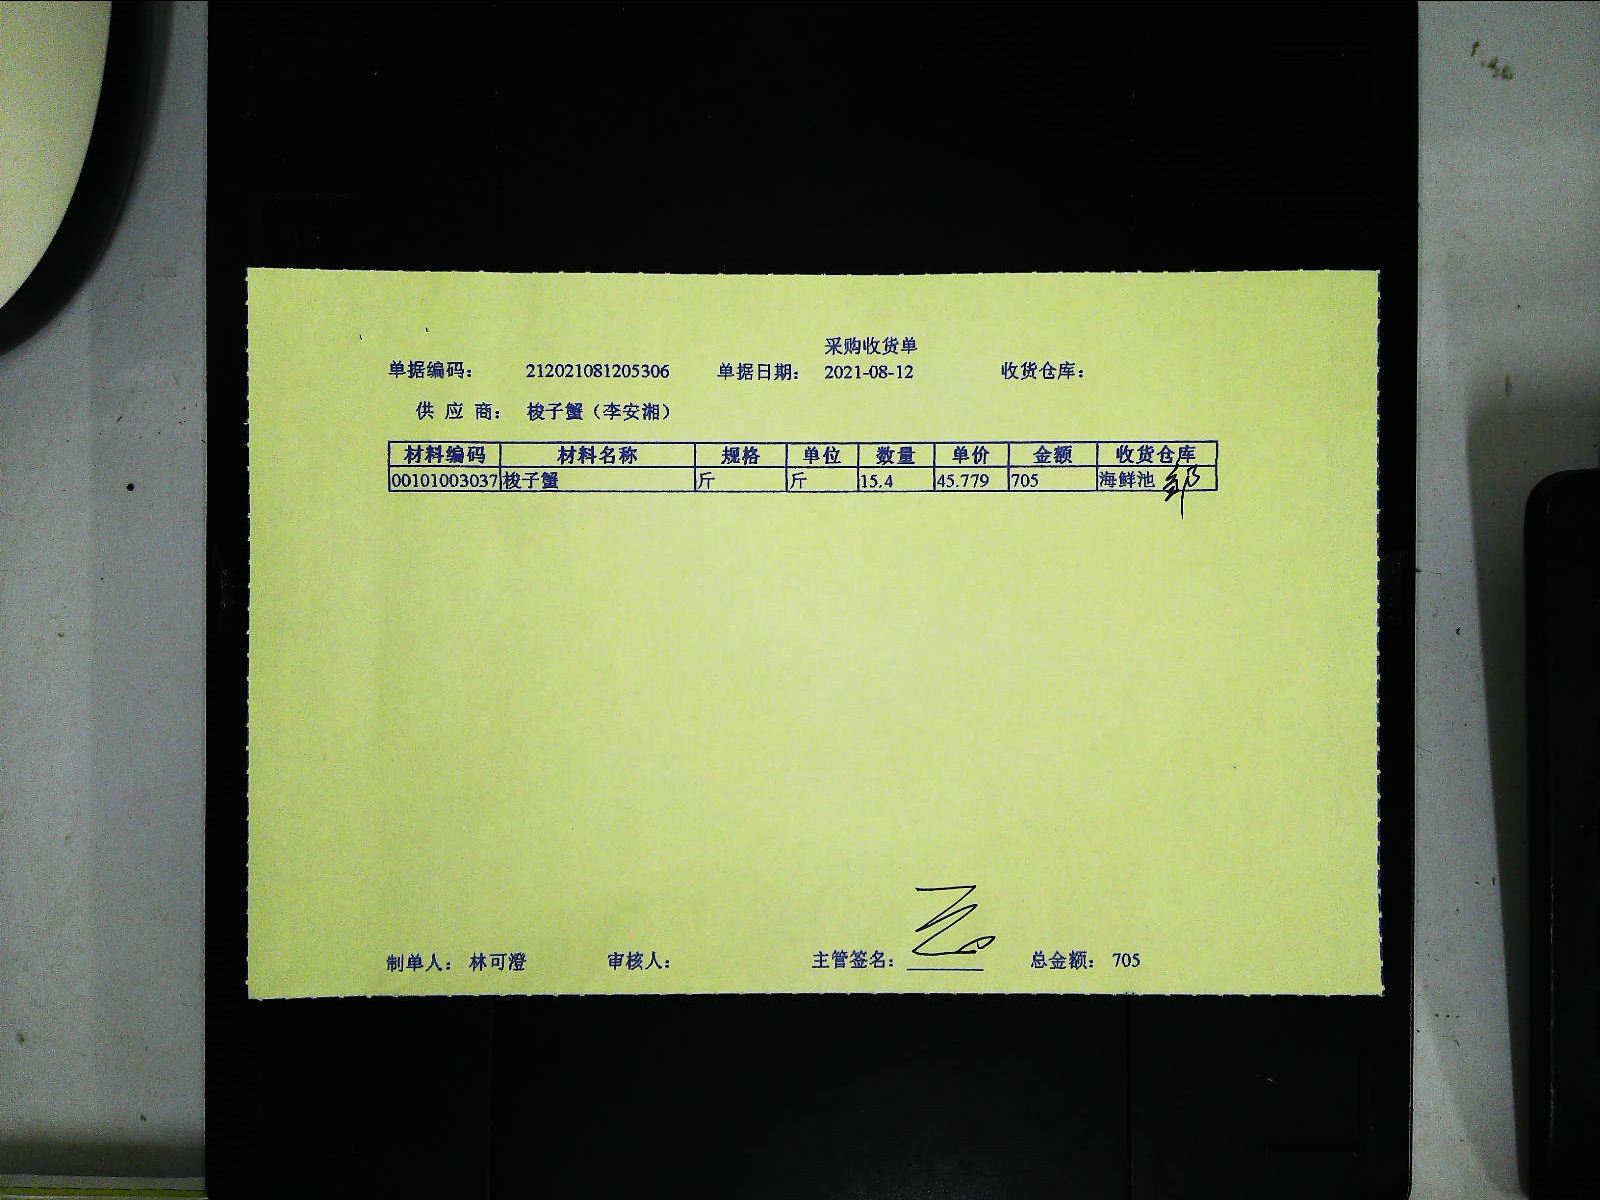 采购收货单
单据编码： 212021081205306 单据日期： 2021-08-12 收货仓库：
供 应 商： 梭子蟹（李安湘）
材料编码 材料名称 规格 单位 数量 单价 金额 收货仓库
00101003037 梭子蟹 斤 斤 15.4 45.779 705 海鲜池
制单人： 林可澄 审核人： 主管签名： 总金额： 705